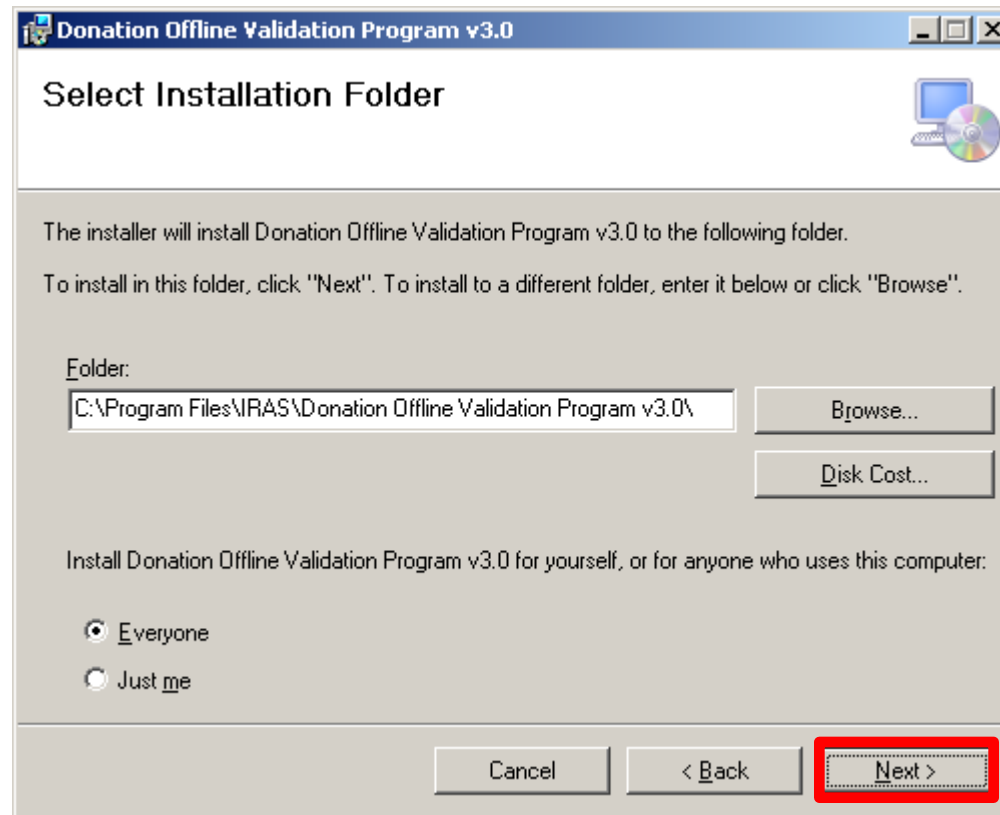 Donation Offline Validation Program v3.0
Select Installation Folder
The installer will install Donation Offline Validation Program v3.0 to the following folder.
To install in this folder, click "Next". To install to a different folder, enter it below or click "Browse".
Folder:
C:\Program Files\IRAS\Donation Offline Validation Program v3.0\
Browse...
Disk Cost...
Install Donation Offline Validation Program v3.0 for yourself, or for anyone who uses this computer:
Everyone
Just me
Cancel
< Back
Next >